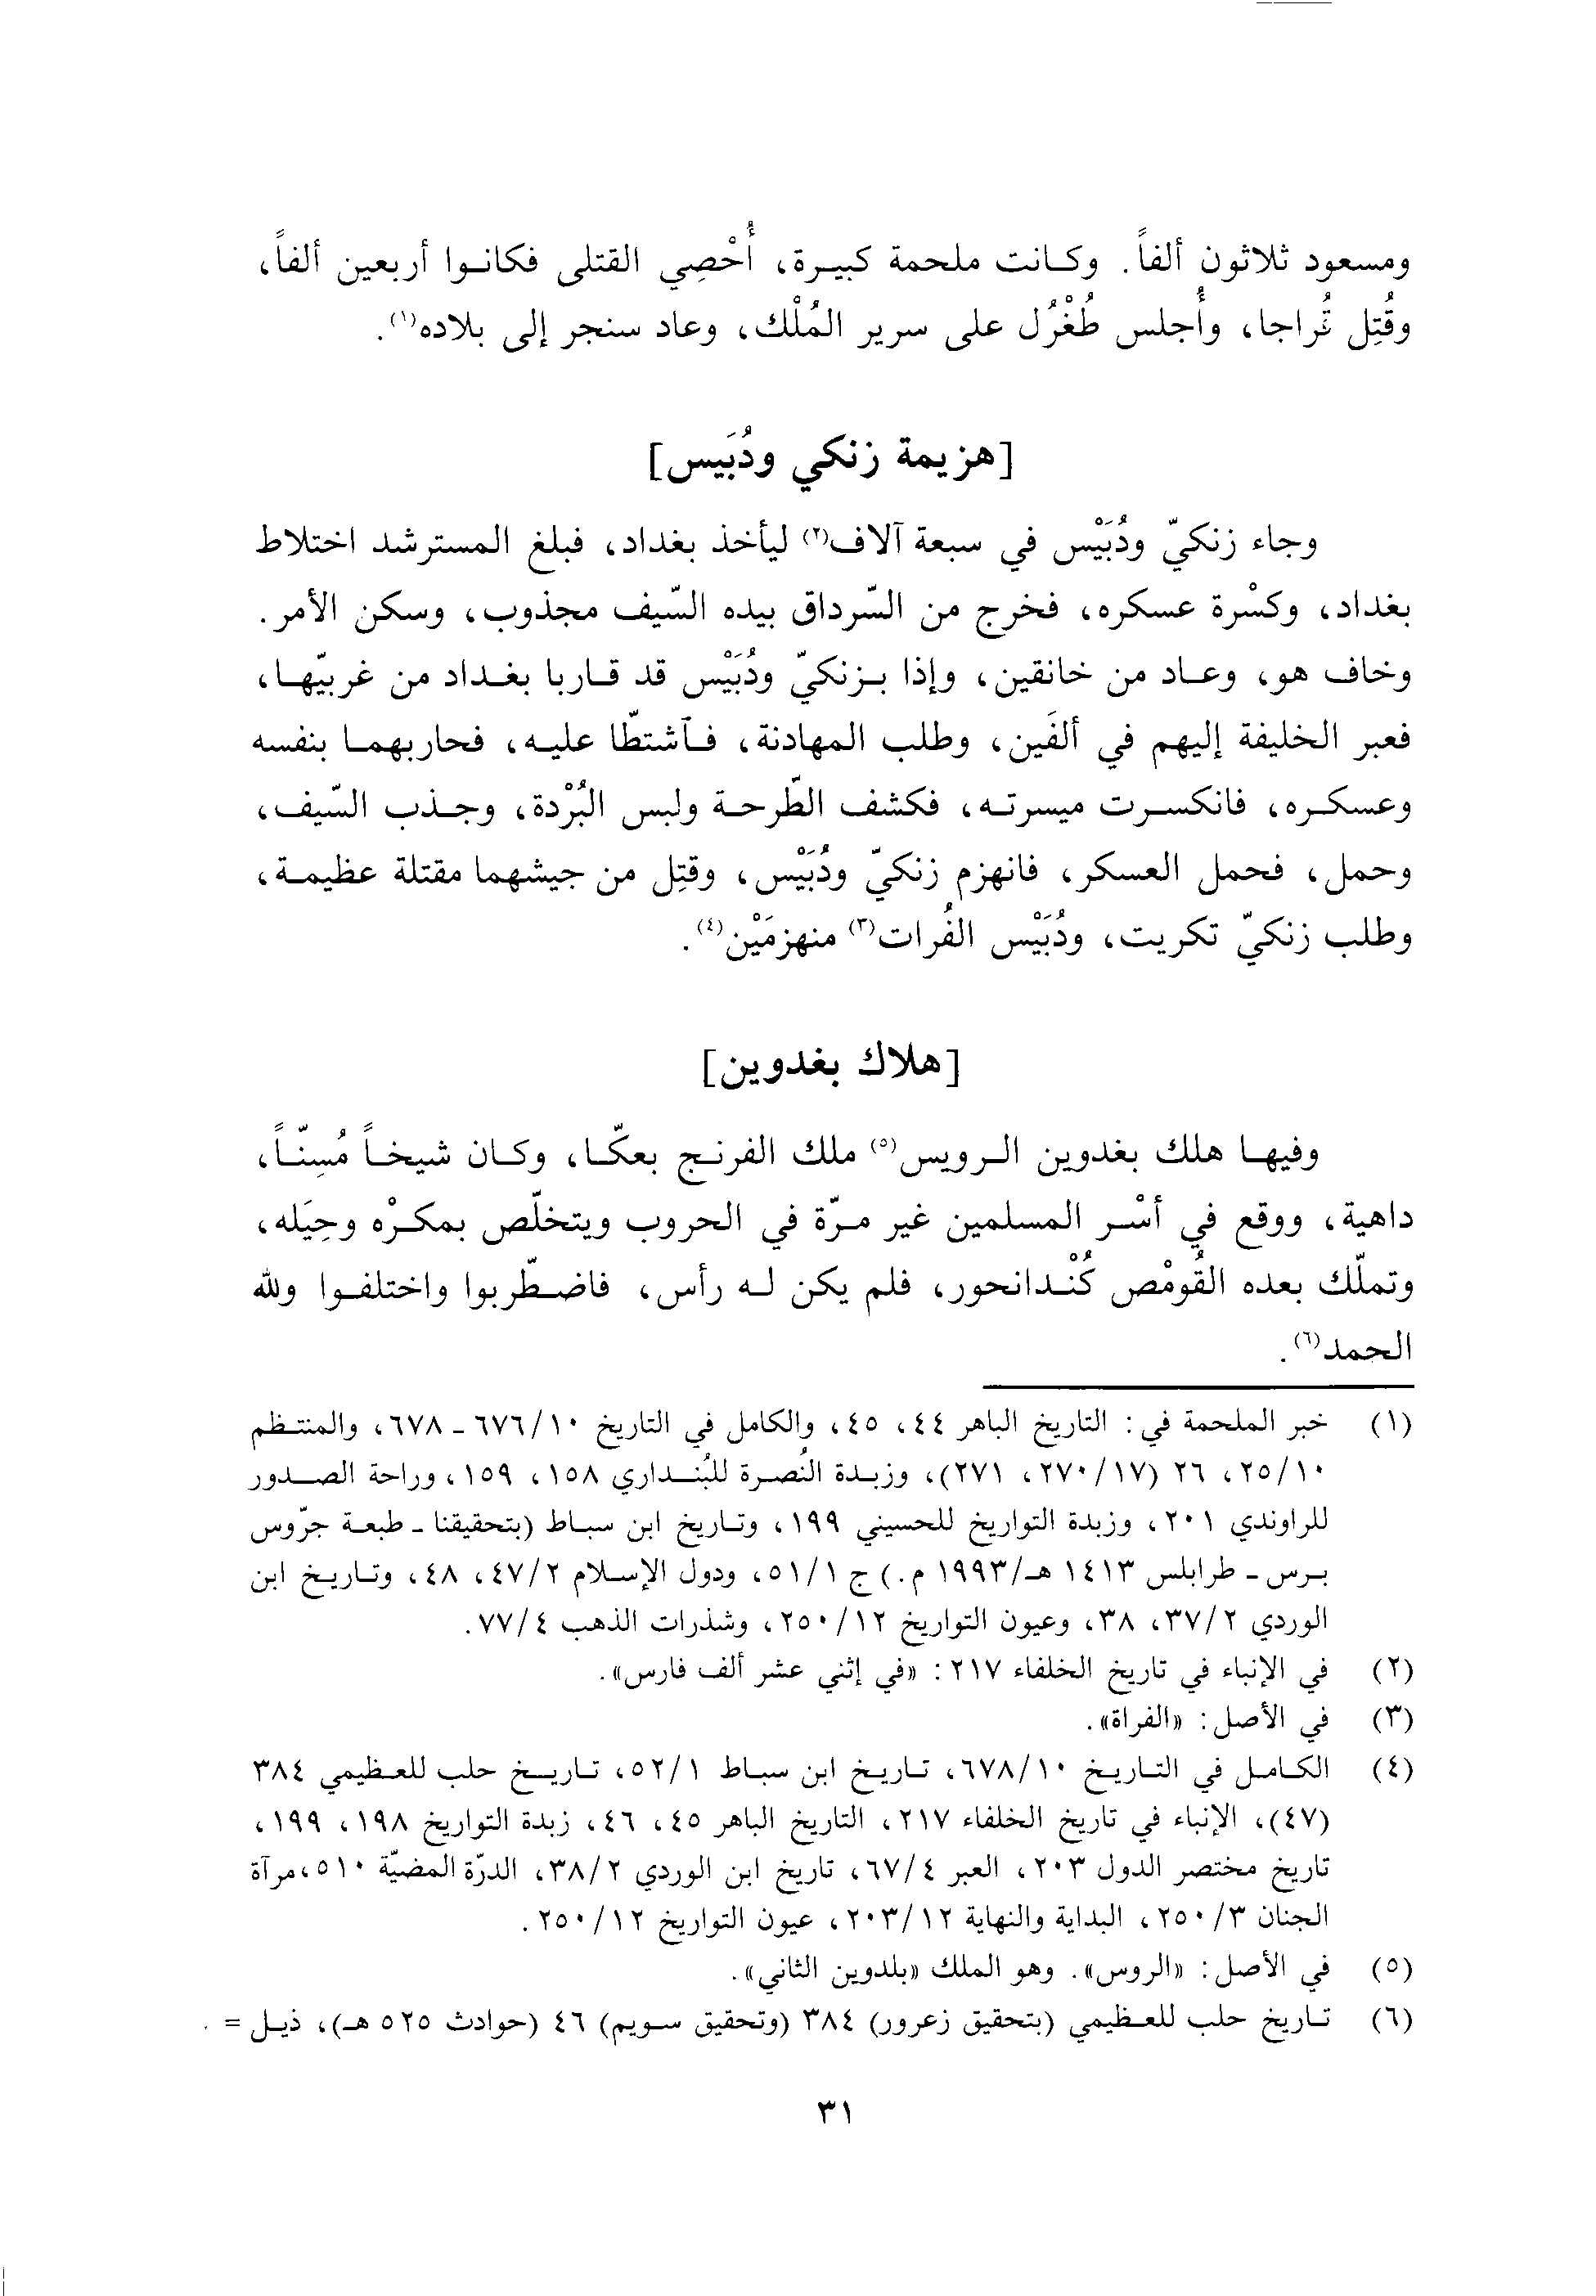 ومسعود ثلاثون ألفاً. وكانت ملحمة كبيرة، أُحْصِي القتلى فكانوا أربعين ألفاً،
وقُتِل قُراجا، وأُجلس طُغْرُل على سرير المُلْك، وعاد سنجر إلى بلاده(١).
[هزيمة زنكي ودُبَيس]
وجاء زنكيّ ودُبَيْس في سبعة آلاف(٢) ليأخذ بغداد، فبلغ المسترشد اختلاط
بغداد، وكسْرة عسكره، فخرج من السّرداق بيده السّيف مجذوب، وسكن الأمر.
وخاف هو، وعاد من خانقين، وإذا بزنكيّ ودُبَيْس قد قاربا بغداد من غربيّها،
فعبر الخليفة إليهم في ألفَين، وطلب المهادنة، فٱشتطّا عليه، فحاربهما بنفسه
وعسكره، فانكسرت ميسرته، فكشف الطّرحة ولبس البُرْدة، وجذب السّيف،
وحمل، فحمل العسكر، فانهزم زنكيّ ودُبَيْس، وقتِل من جيشهما مقتلة عظيمة،
وطلب زنكيّ تكريت، ودُبَيْس الفُرات(٣) منهزمَيْن(٤).
[هلاك بغدوين]
وفيها هلك بغدوين الرويس(٥) ملك الفرنج بعكّا، وكان شيخاً مُسِنّاً،
داهية، ووقع في أسْر المسلمين غير مرّة في الحروب ويتخلّص بمكرْه وحِيَله،
وتملّك بعده القُومْص كُنْدانحور، فلم يكن له رأس، فاضطّربوا واختلفوا ولله
الحمد(٦).
(١) خبر الملحمة في: التاريخ الباهر ٤٤، ٤٥، والكامل في التاريخ ٦٧٦/١٠ - ٦٧٨، والمنتظم
٢٥/١٠، ٢٦ (٢٧٠/١٧، ٢٧١)، وزبدة النُصرة للبُنداري ١٥٨، ١٥٩، وراحة الصدور
للراوندي ٢٠١، وزبدة التواريخ للحسيني ١٩٩، وتاريخ ابن سباط (بتحقيقنا - طبعة جرّوس
برس - طرابلس ١٤١٣ هـ/١٩٩٣ م.) ج ٥١/١، ودول الإسلام ٤٧/٢، ٤٨، وتاريخ ابن
الوردي ٣٧/٢، ٣٨، وعيون التواريخ ٢٥٠/١٢، وشذرات الذهب ٧٧/٤.
(٢) في الإنباء في تاريخ الخلفاء ٢١٧: «في إثني عشر ألف فارس».
(٣) في الأصل: «الفراة».
(٤) الكامل في التاريخ ٦٧٨/١٠، تاريخ ابن سباط ٥٢/١، تاريخ حلب للعظيمي ٣٨٤
(٤٧)، الإنباء في تاريخ الخلفاء ٢١٧، التاريخ الباهر ٤٥، ٤٦، زبدة التواريخ ١٩٨، ١٩٩،
تاريخ مختصر الدول ٢٠٣، العبر ٦٧/٤، تاريخ ابن الوردي ٣٨/٢، الدرّة المضيّة ٥١٠، مرآة
الجنان ٢٥٠/٣، البداية والنهاية ٢٠٣/١٢، عيون التواريخ ٢٥٠/١٢.
(٥) في الأصل: «الروس». وهو الملك «بلدوين الثاني».
(٦) تاريخ حلب للعظيمي (بتحقيق زعرور) ٣٨٤ (وتحقيق سويم) ٤٦ (حوادث ٥٢٥ هـ)، ذيل =
٣١